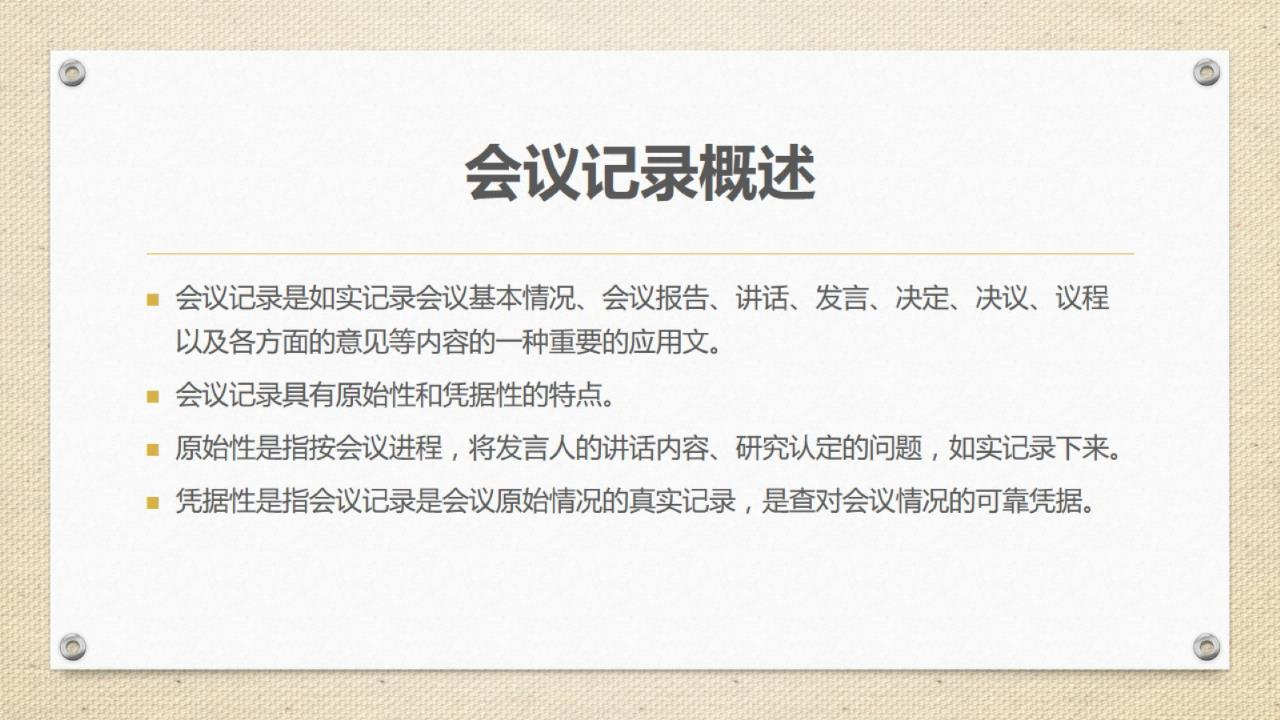 会议记录概述
会议记录是如实记录会议基本情况、会议报告、讲话、发言、决定、决议、议程
以及各方面的意见等内容的一种重要的应用文。
会议记录具有原始性和凭据性的特点。
原始性是指按会议进程，将发言人的讲话内容、研究认定的问题，如实记录下来。
凭据性是指会议记录是会议原始情况的真实记录，是查对会议情况的可靠凭据。